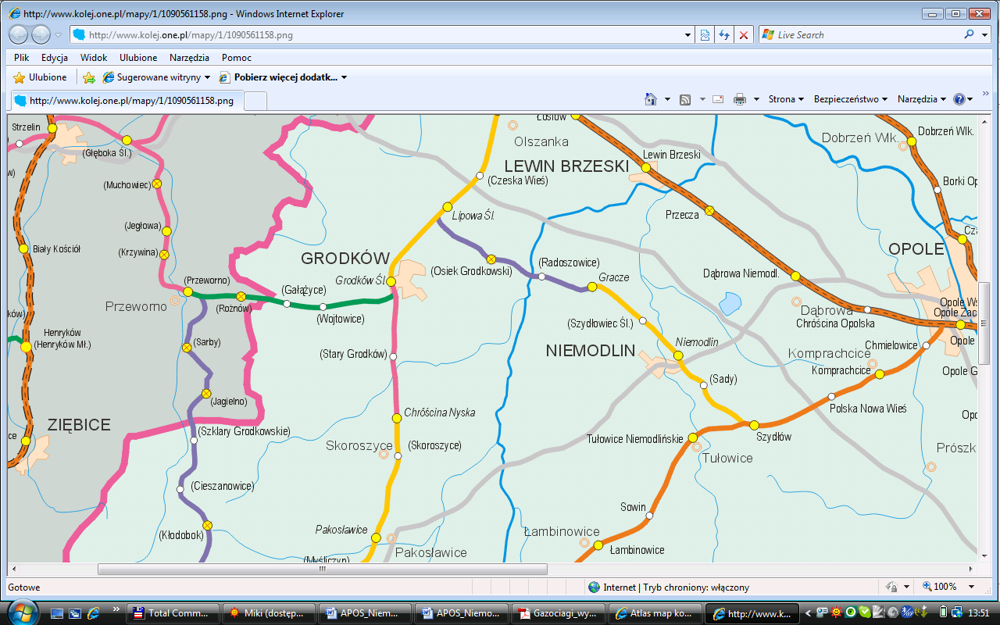 http://www.kolej.one.pl/mapy/1/1090561158.png - Windows Internet Explorer
http://www.kolej.one.pl/mapy/1/1090561158.png
Live Search
Plik Edycja Widok Ulubione Narzędzia Pomoc
Ulubione Sugerowane witryny Pobierz więcej dodatk...
http://www.kolej.one.pl/mapy/1/1090561158.png
Strona Bezpieczeństwo Narzędzia
Strzelin
(Głęboka Śl.)
Olszanka
Łosiów
Dobrzeń Wlk.
Dobrzeń Wlk.
LEWIN BRZESKI
Lewin Brzeski
(Muchowiec)
(Czeska Wieś)
Borki Op
Lipowa Śl.
Przecza
(Jegłowa)
Biały Kościół
(Krzywina)
GRODKÓW
(Osiek Grodkowski)
(Radoszowice)
OPOLE
Grodków Śl.
Gracze
Dąbrowa Niemodl.
(Przeworno)
(Gałążyce)
Przeworno
(Rożnów)
(Wojtowice)
Dąbrowa
Opole Ws
Opole Zac
Chróścina Opolska
(Szydłowiec Śl.)
Henryków
(Henryków Mł.)
(Sarby)
(Stary Grodków)
NIEMODLIN
Niemodlin
Chmielowice
Opole
Komprachcice
Komprachcice
Opole G
(Sady)
(Jagielno)
Chróścina Nyska
Polska Nowa Wieś
ZIĘBICE
(Szklary Grodkowskie)
Skoroszyce
(Skoroszyce)
Tułowice Niemodlińskie
Szydłów
Tułowice
Prószk
(Cieszanowice)
Sowin
(Kłodobok)
Pakosławice
Łambinowice
Pakosławice
Łambinowice
(Myśliczyn)
Gotowe
Internet | Tryb chroniony: włączony
100%
Total Comm...
Miki (dostęp...
APOS_Niem...
APOS_Niemo...
Gazociagi_wy...
Atlas map ko...
http://www.k...
13:51